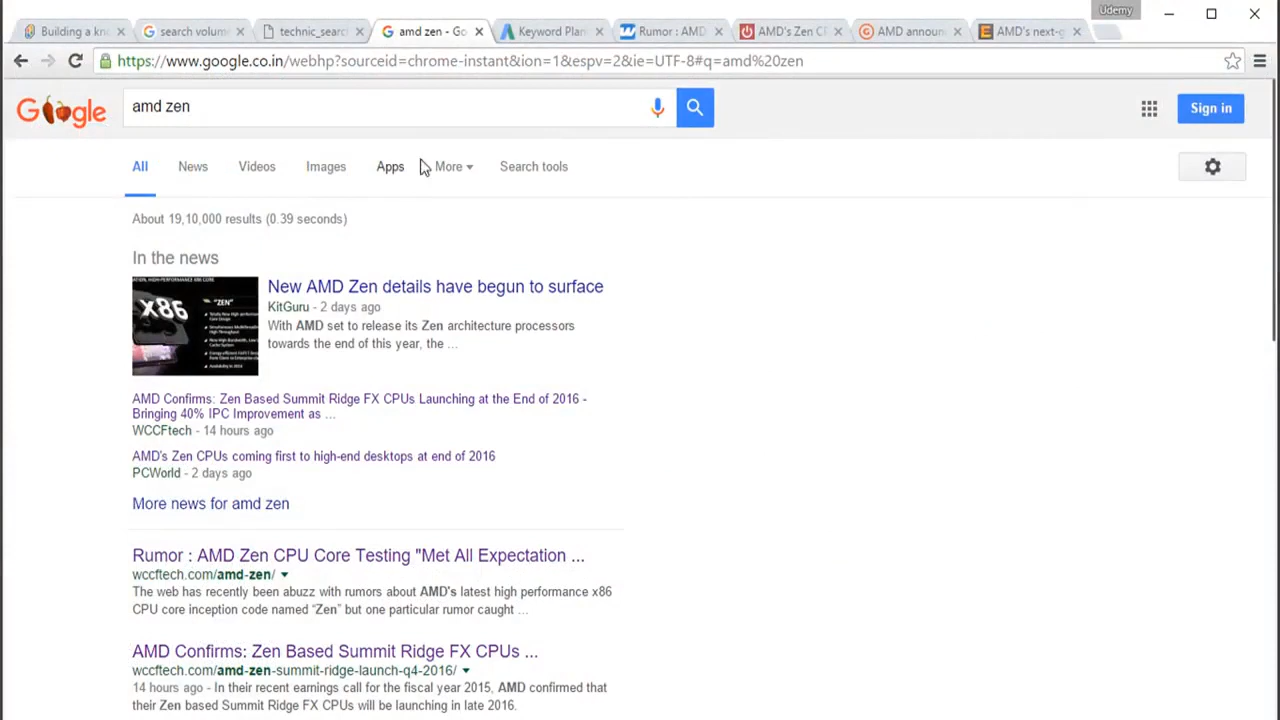 Udemy
Building a kn
search volum
technic_searc
amd zen - Go
Keyword Plan
Rumor : AMD
AMD's Zen C
AMD announ
AMD's next-g
https://www.google.co.in/webhp?sourceid=chrome-instant&ion=1&espv=2&ie=UTF-8#q=amd%20zen
Google
amd zen
Sign in
All News Videos Images Apps More Search tools
About 19,10,000 results (0.39 seconds)
In the news
x86
"ZEN"
New AMD Zen details have begun to surface
KitGuru - 2 days ago
With AMD set to release its Zen architecture processors
towards the end of this year, the ...
AMD Confirms: Zen Based Summit Ridge FX CPUs Launching at the End of 2016 -
Bringing 40% IPC Improvement as ...
WCCFtech - 14 hours ago
AMD's Zen CPUs coming first to high-end desktops at end of 2016
PCWorld - 2 days ago
More news for amd zen
Rumor : AMD Zen CPU Core Testing "Met All Expectation ...
wccftech.com/amd-zen/
The web has recently been abuzz with rumors about AMD's latest high performance x86
CPU core inception code named “Zen” but one particular rumor caught ...
AMD Confirms: Zen Based Summit Ridge FX CPUs ...
wccftech.com/amd-zen-summit-ridge-launch-q4-2016/
14 hours ago - In their recent earnings call for the fiscal year 2015, AMD confirmed that
their Zen based Summit Ridge FX CPUs will be launching in late 2016.